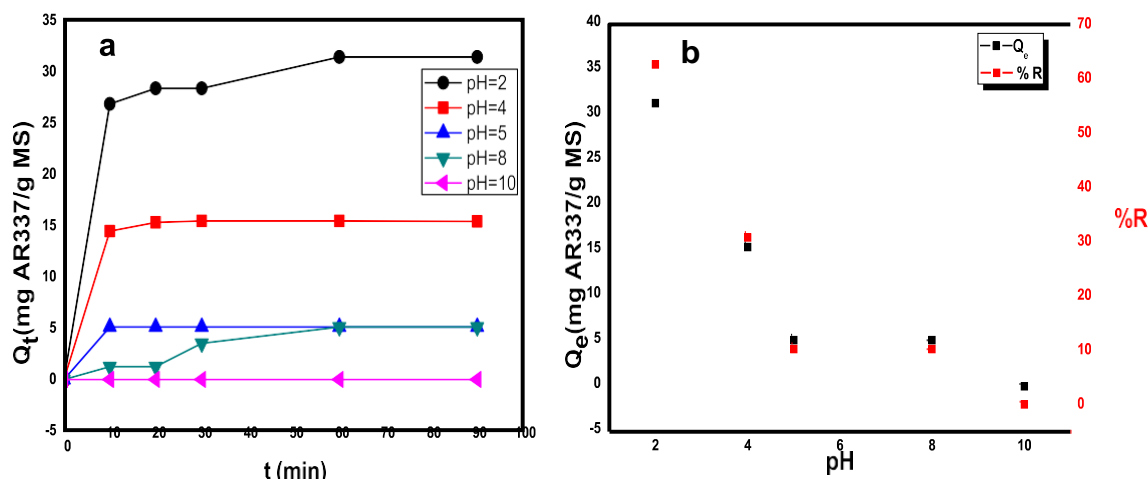 a
35
30
25
20
15
10
5
0
-5
Qt(mg AR337/g MS)
pH=2
pH=4
pH=5
pH=8
pH=10
0 10 20 30 40 50 60 70 80 90 100
t (min)
b
40
35
30
25
20
15
10
5
0
-5
Qe(mg AR337/g MS)
Qe
%R
70
60
50
40
30
20
10
0
%R
2 4 6 8 10
pH